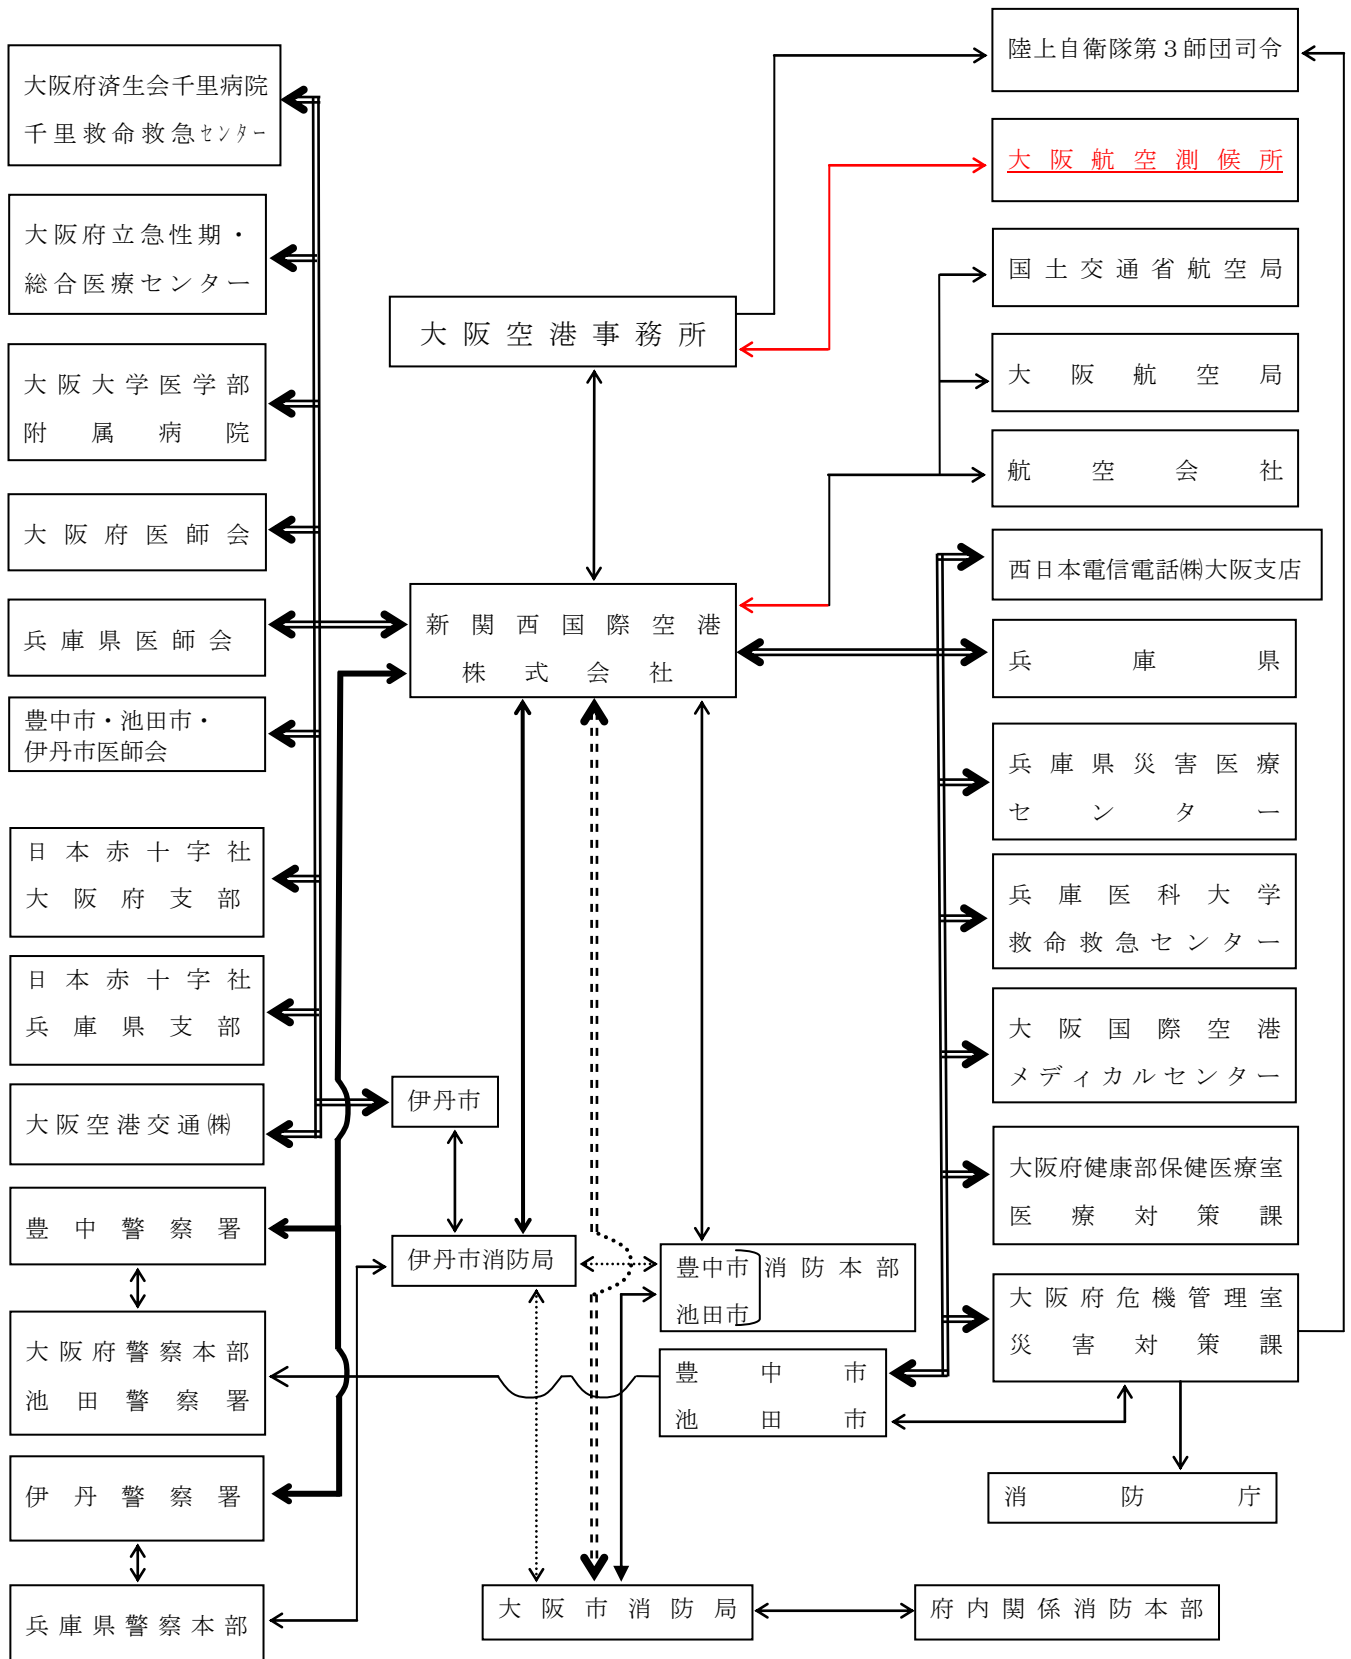 陸上自衛隊第３師団司令
大阪府済生会千里病院
千里救命救急センター
大阪航空測候所
大阪府立急性期・
総合医療センター
国土交通省航空局
大阪空港事務所
大阪航空局
大阪大学医学部
附属病院
航空会社
大阪府医師会
西日本電信電話㈱大阪支店
新関西国際空港
株式会社
兵庫県医師会
兵庫県
豊中市・池田市・
伊丹市医師会
兵庫県災害医療
センター
日本赤十字社
大阪府支部
兵庫医科大学
救命救急センター
日本赤十字社
兵庫県支部
大阪国際空港
メディカルセンター
伊丹市
大阪空港交通㈱
大阪府健康部保健医療室
医療対策課
豊中警察署
伊丹市消防局
豊中市
池田市
消防本部
大阪府危機管理室
災害対策課
大阪府警察本部
池田警察署
豊中市
池田市
伊丹警察署
消防庁
兵庫県警察本部
大阪市消防局
府内関係消防本部